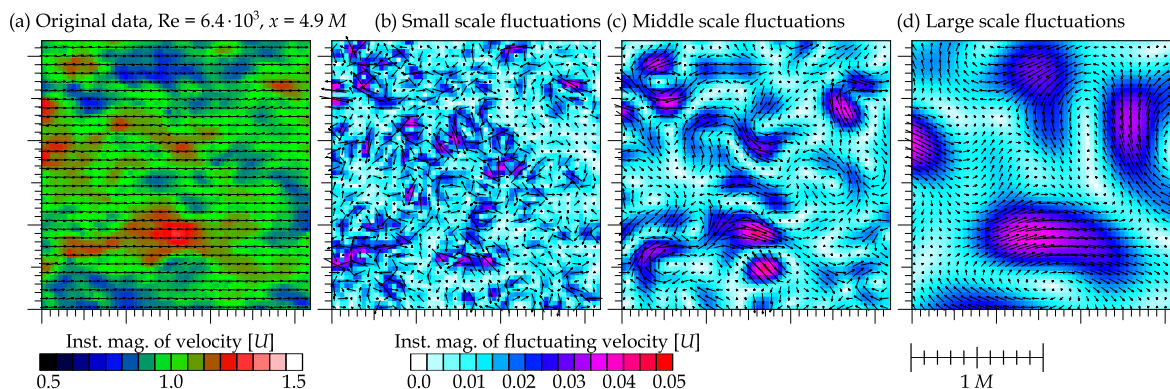 (a) Original data, Re = 6.4·10³, x = 4.9 M
(b) Small scale fluctuations
(c) Middle scale fluctuations
(d) Large scale fluctuations
Inst. mag. of velocity [U]
0.5 1.0 1.5
Inst. mag. of fluctuating velocity [U]
0.0 0.01 0.02 0.03 0.04 0.05
1 M